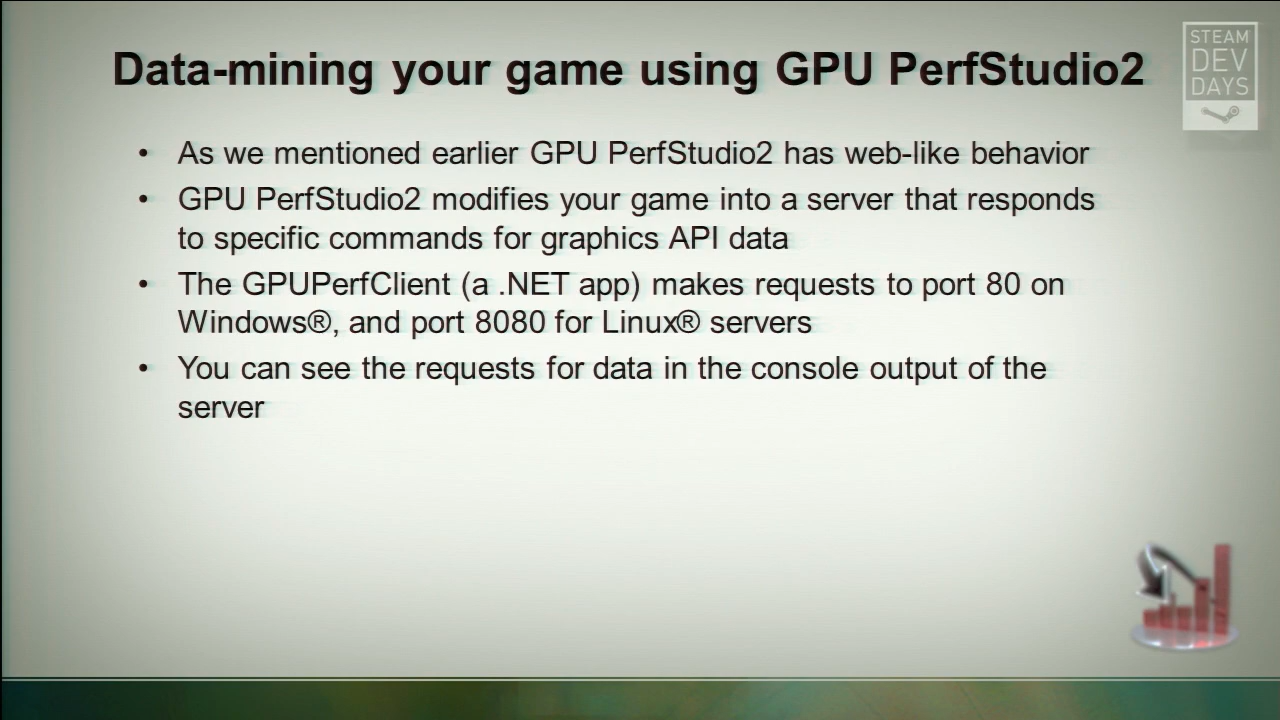 Data-mining your game using GPU PerfStudio2
STEAM
DEV
DAYS
• As we mentioned earlier GPU PerfStudio2 has web-like behavior
• GPU PerfStudio2 modifies your game into a server that responds
to specific commands for graphics API data
• The GPUPerfClient (a .NET app) makes requests to port 80 on
Windows®, and port 8080 for Linux® servers
• You can see the requests for data in the console output of the
server